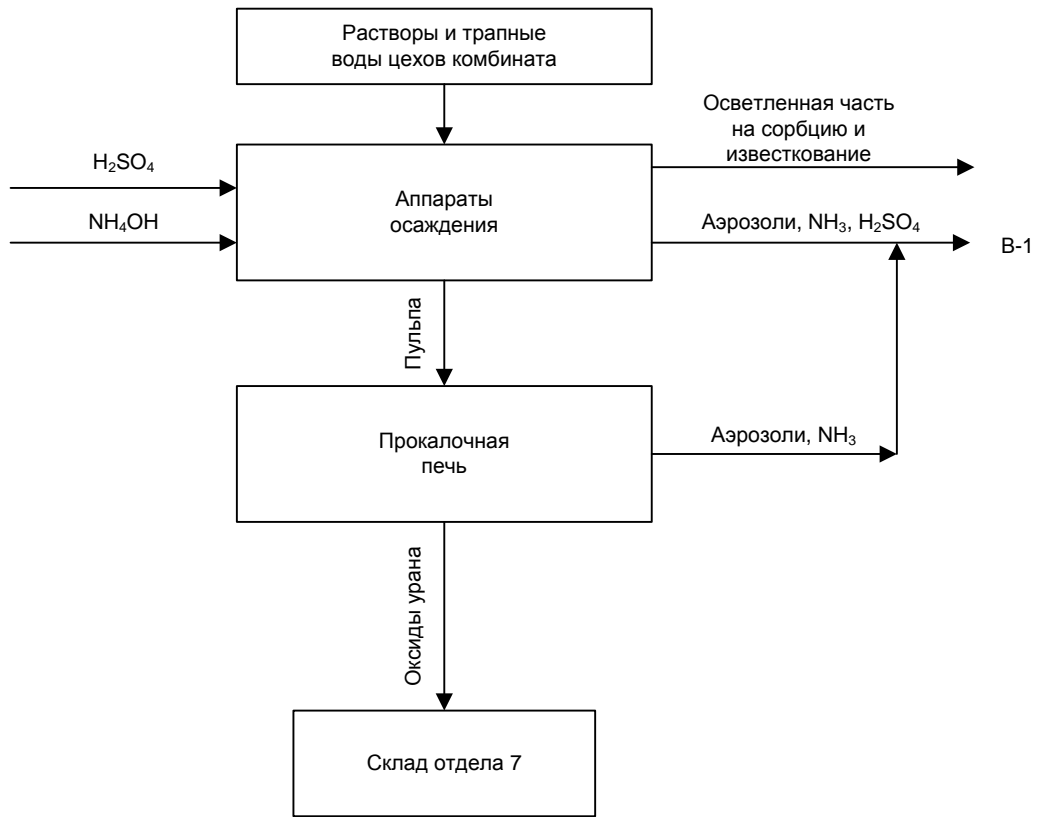 Растворы и трапные
воды цехов комбината
Осветленная часть
на сорбцию и
известкование
H₂SO₄
Аппараты
осаждения
NH₄OH
Аэрозоли, NH₃, H₂SO₄
В-1
Пульпа
Прокалочная
печь
Аэрозоли, NH₃
Оксиды урана
Склад отдела 7